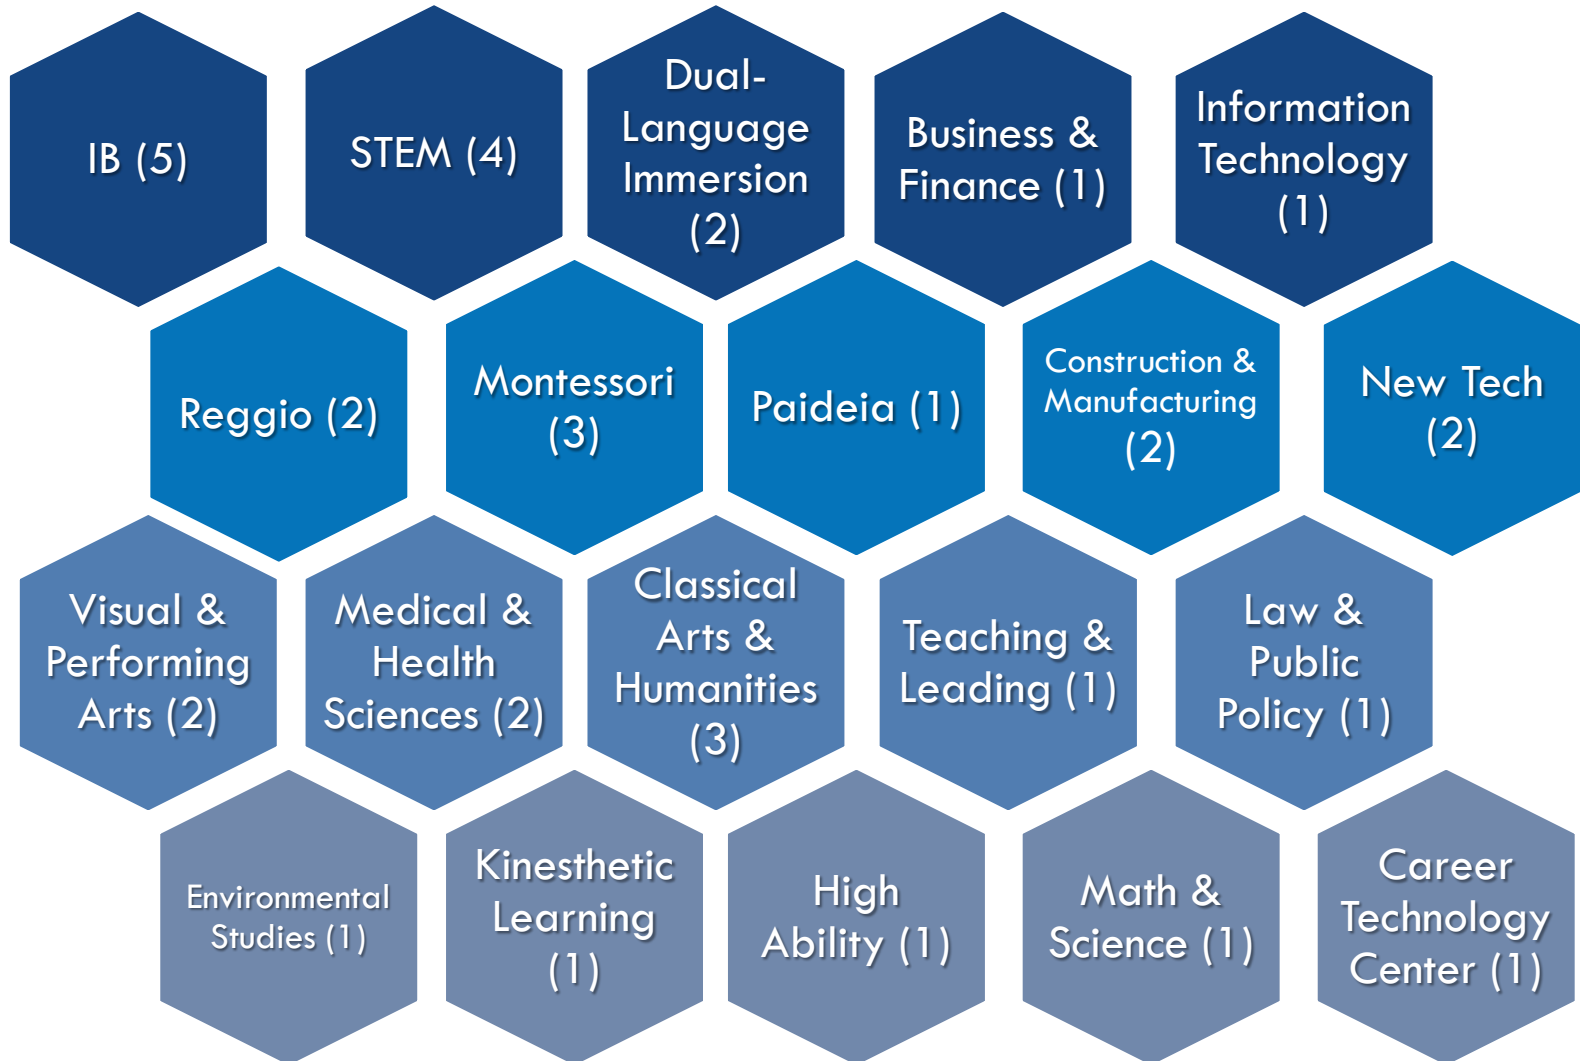 IB (5)
STEM (4)
Dual-
Language
Immersion
(2)
Business &
Finance (1)
Information
Technology
(1)
Reggio (2)
Montessori
(3)
Paideia (1)
Construction &
Manufacturing
(2)
New Tech
(2)
Visual &
Performing
Arts (2)
Medical &
Health
Sciences (2)
Classical
Arts &
Humanities
(3)
Teaching &
Leading (1)
Law &
Public
Policy (1)
Environmental
Studies (1)
Kinesthetic
Learning
(1)
High
Ability (1)
Math &
Science (1)
Career
Technology
Center (1)